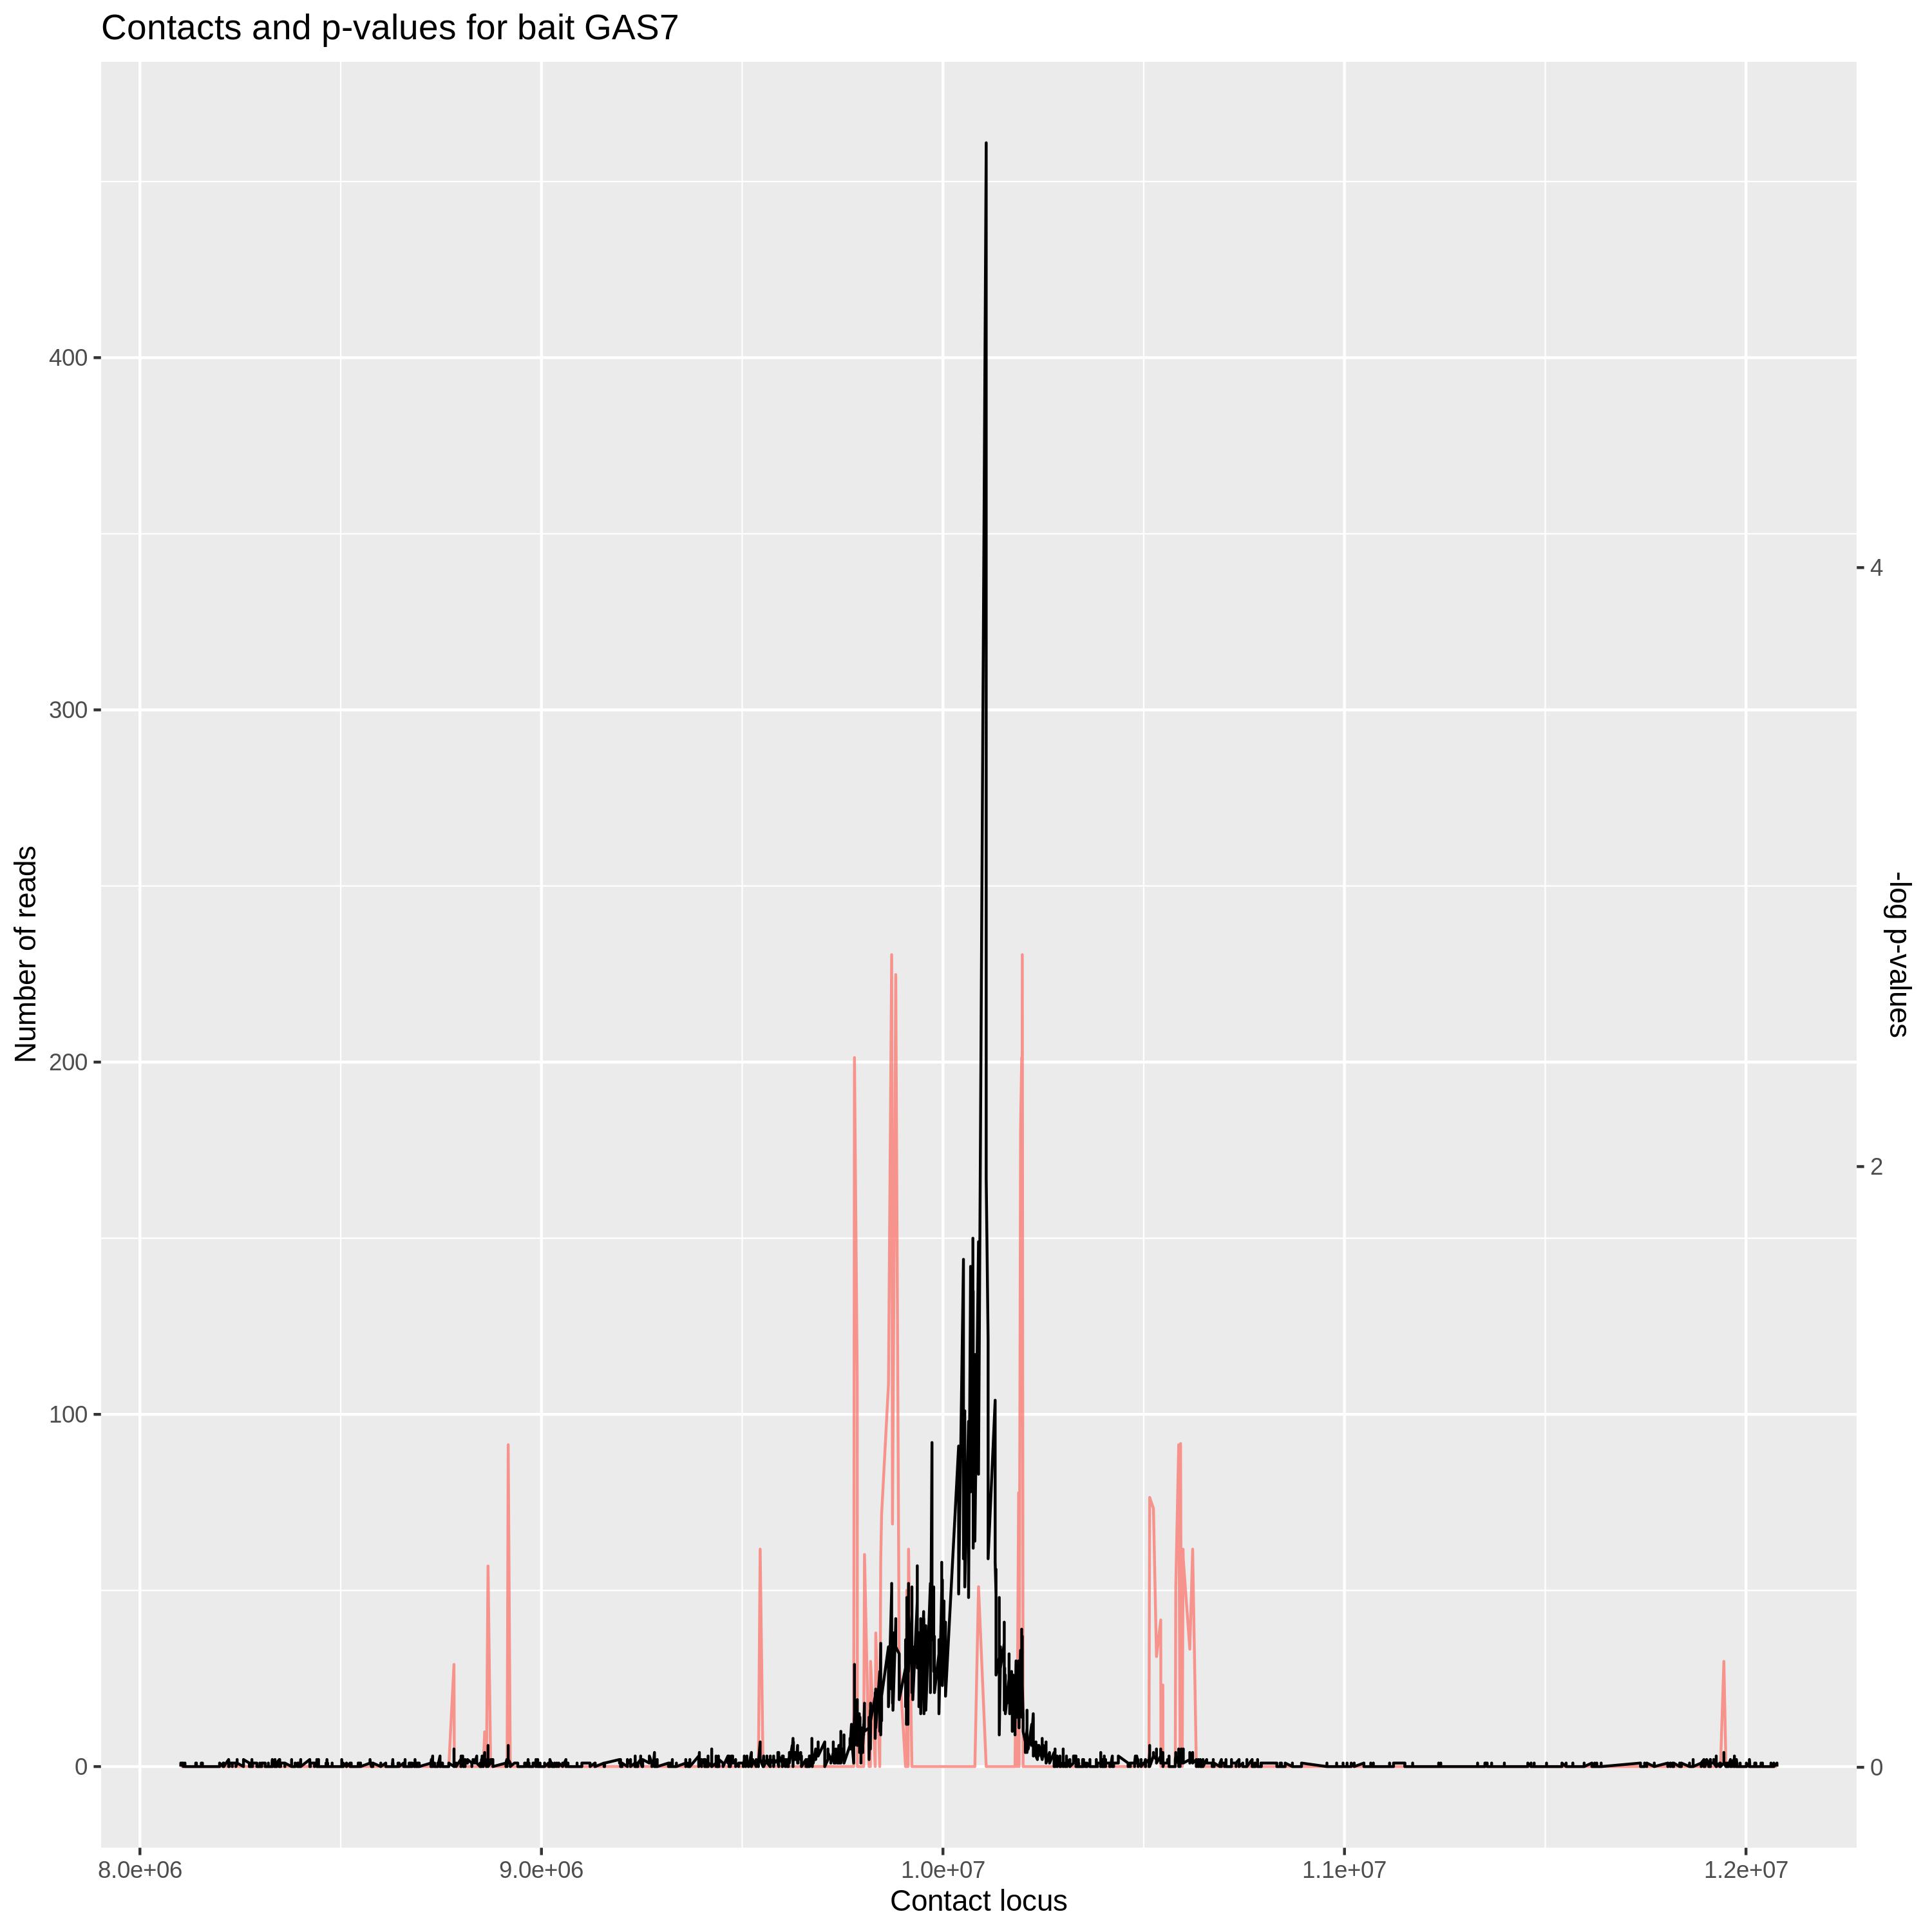 Contacts and p-values for bait GAS7
Number of reads
400
300
200
100
0
4
2
0
-log p-values
8.0e+06
9.0e+06
1.0e+07
1.1e+07
1.2e+07
Contact locus